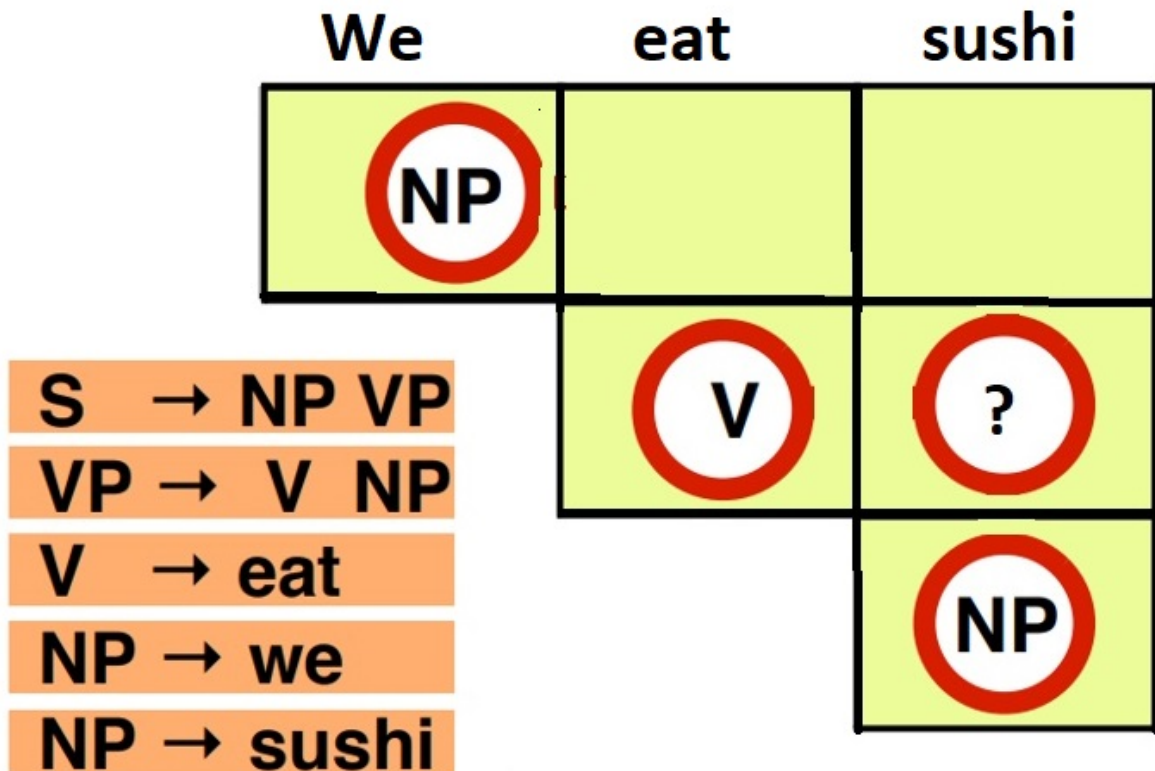 We eat sushi
NP
V ?
NP
S → NP VP
VP → V NP
V → eat
NP → we
NP → sushi